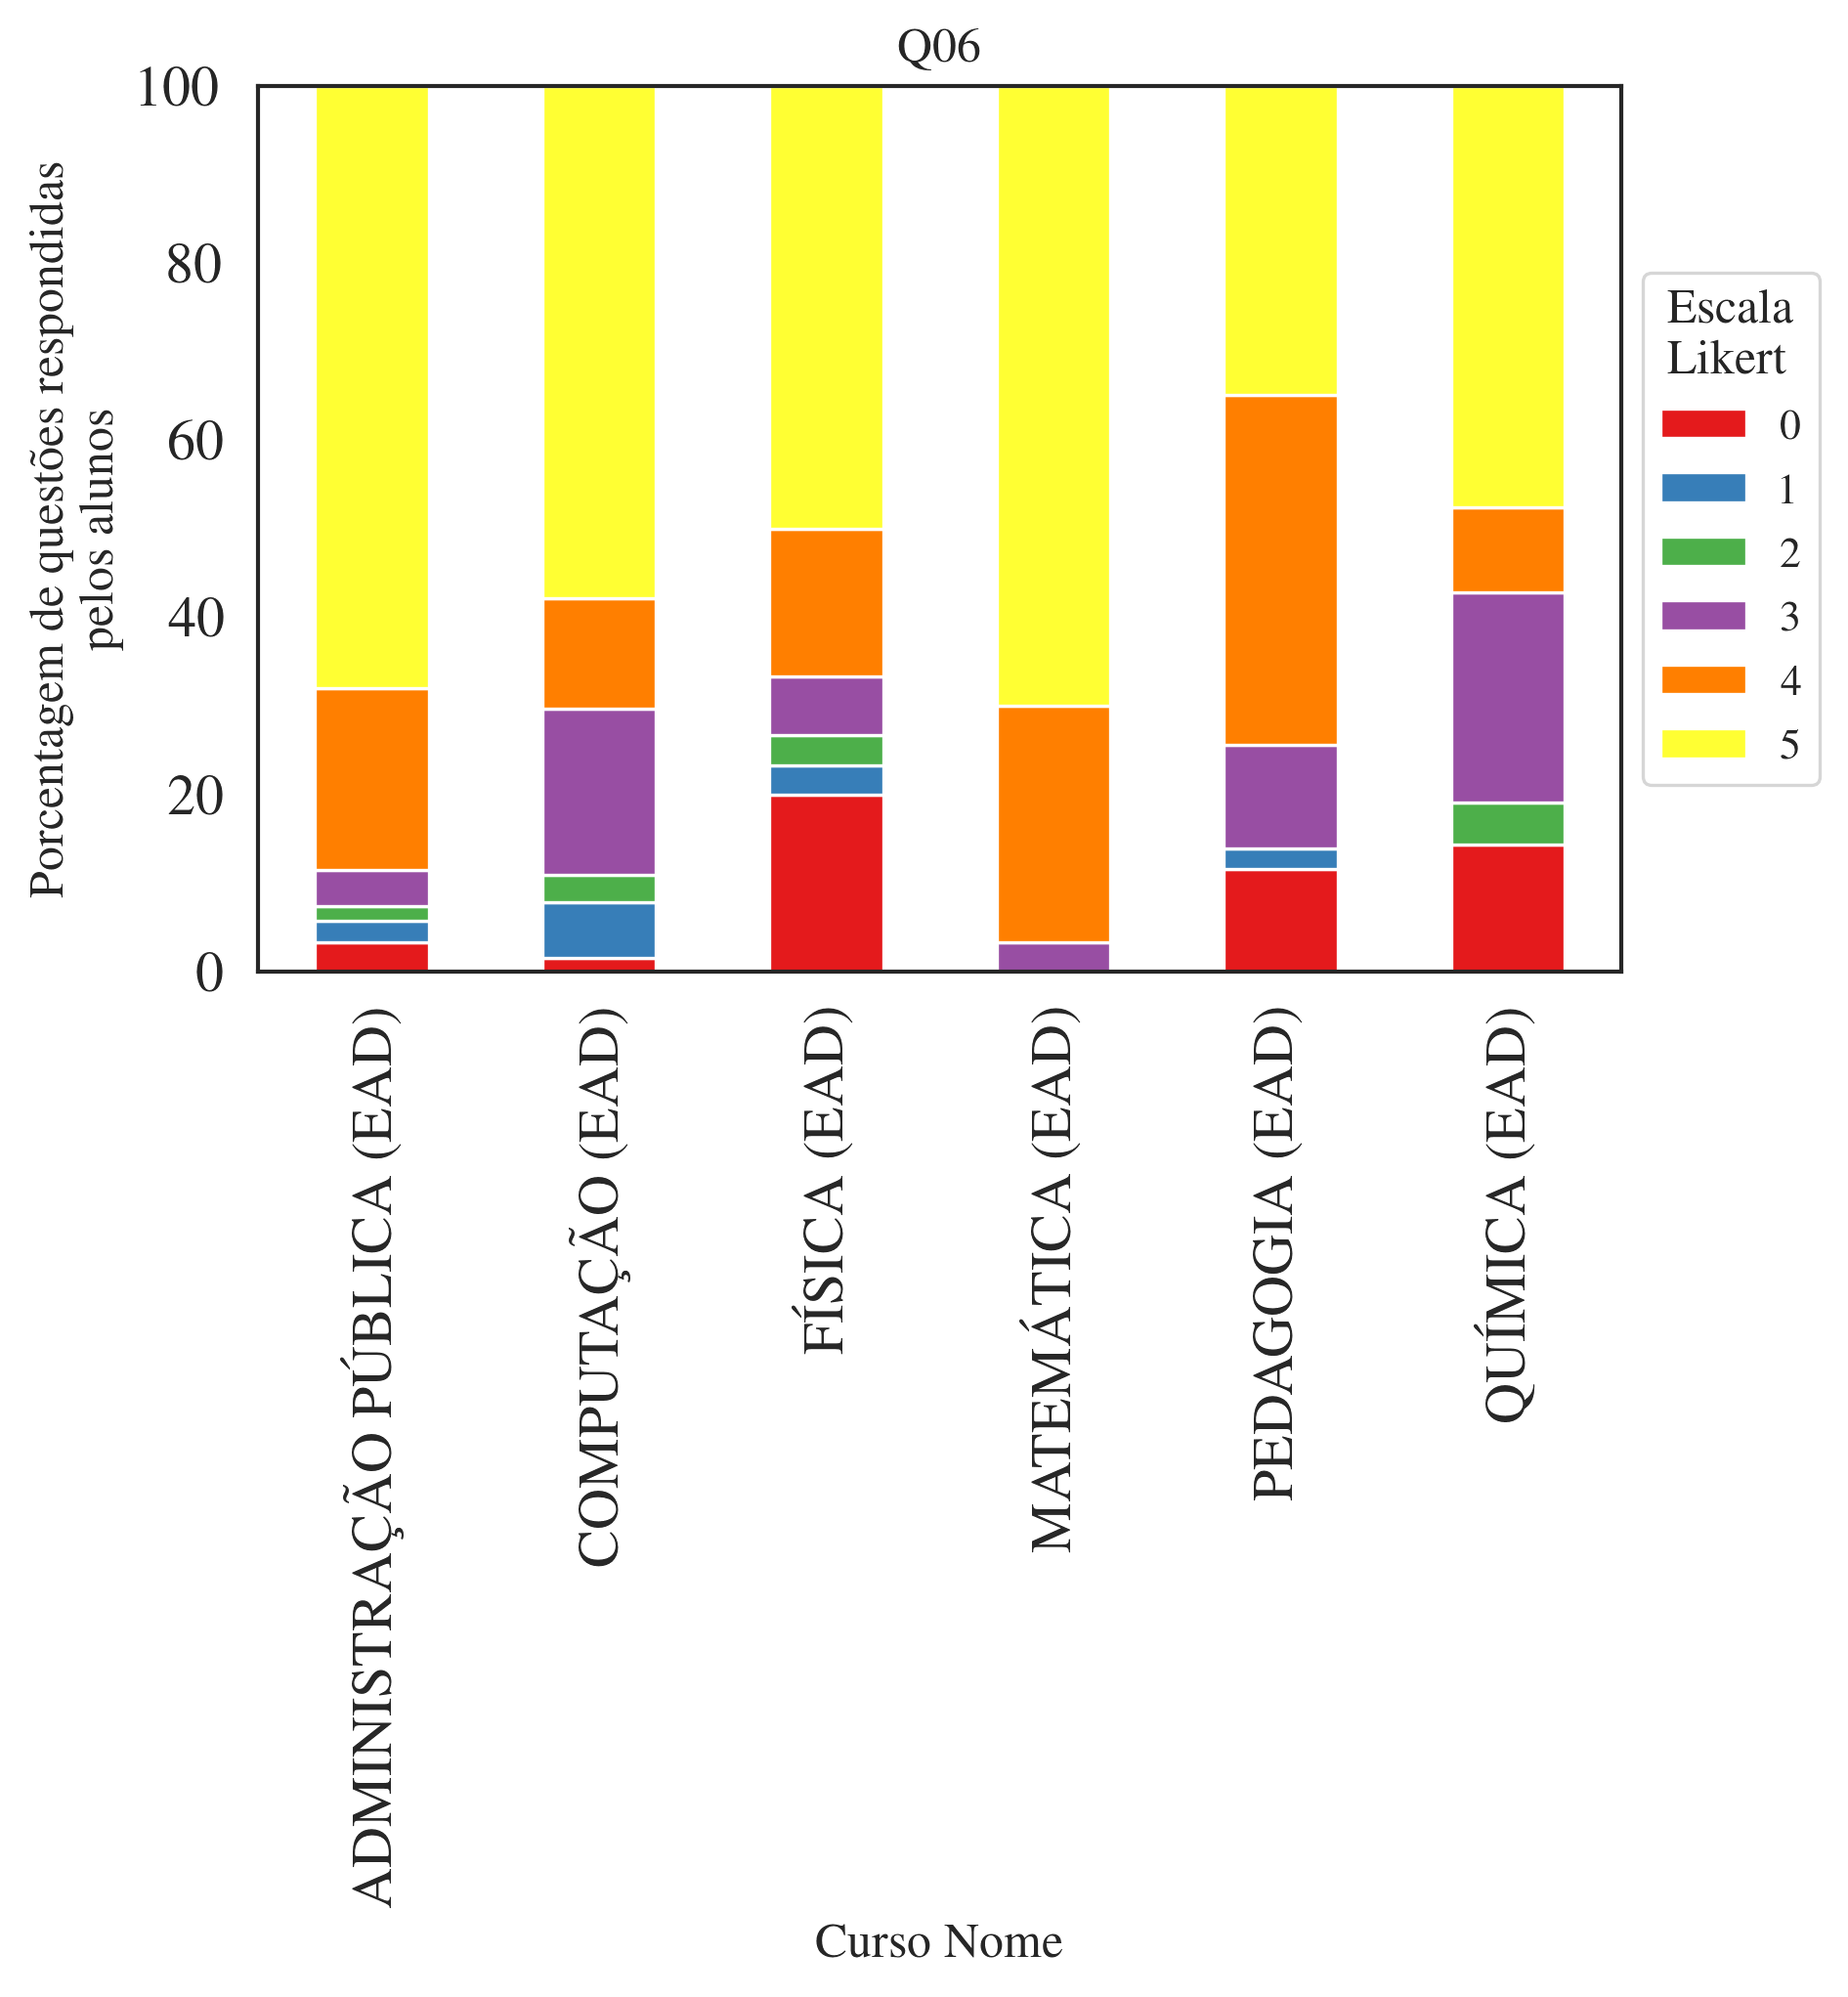 Q06
Porcentagem de questões respondidas
pelos alunos
100
80
60
40
20
0
Escala
Likert
0
1
2
3
4
5
ADMINISTRAÇÃO PÚBLICA (EAD)
COMPUTAÇÃO (EAD)
FÍSICA (EAD)
MATEMÁTICA (EAD)
PEDAGOGIA (EAD)
QUÍMICA (EAD)
Curso Nome